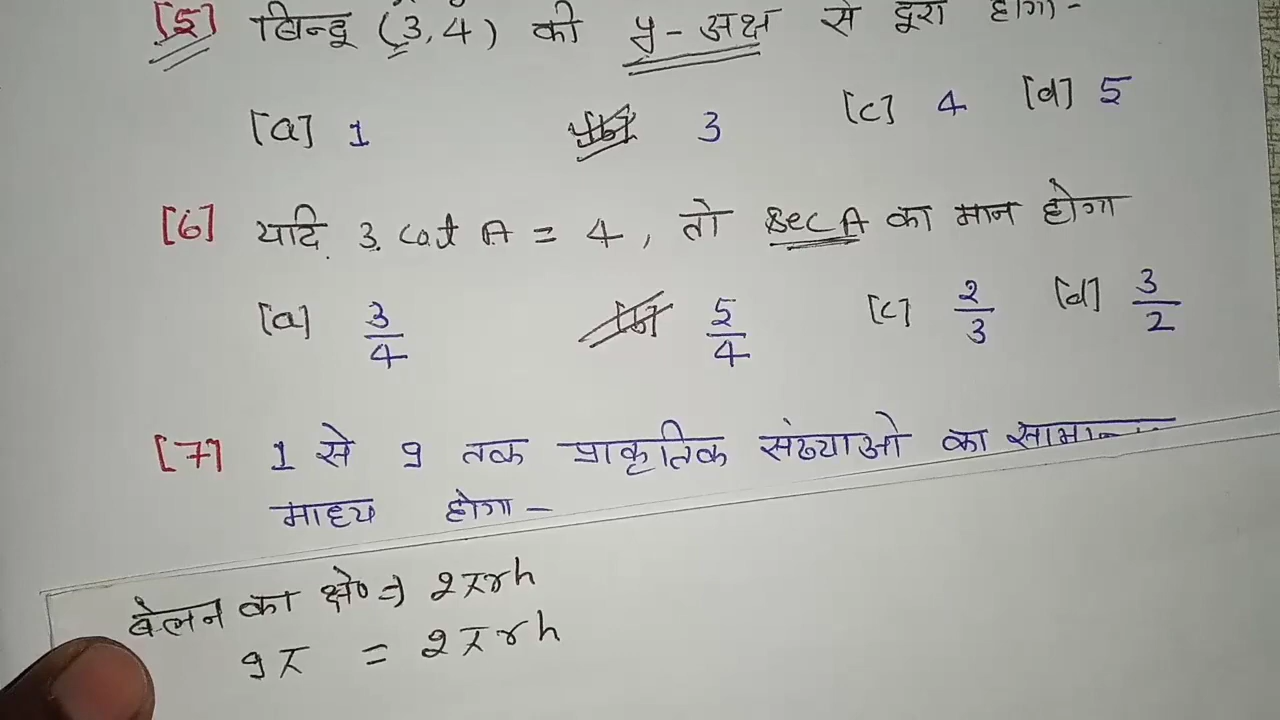 [5] बिन्दू (3,4) की y-अक्ष से दूरी होगी-
[a] 1 [b] 3 [c] 4 [d] 5
[6] यदि 3 cot A = 4, तो sec A का मान होगा
[a] 3/4 [b] 5/4 [c] 2/3 [d] 3/2
[7] 1 से 9 तक प्राकृतिक संख्याओ का
माध्य होगा-
बेलन का क्षे० ⇒ 2πrh
9π = 2πrh